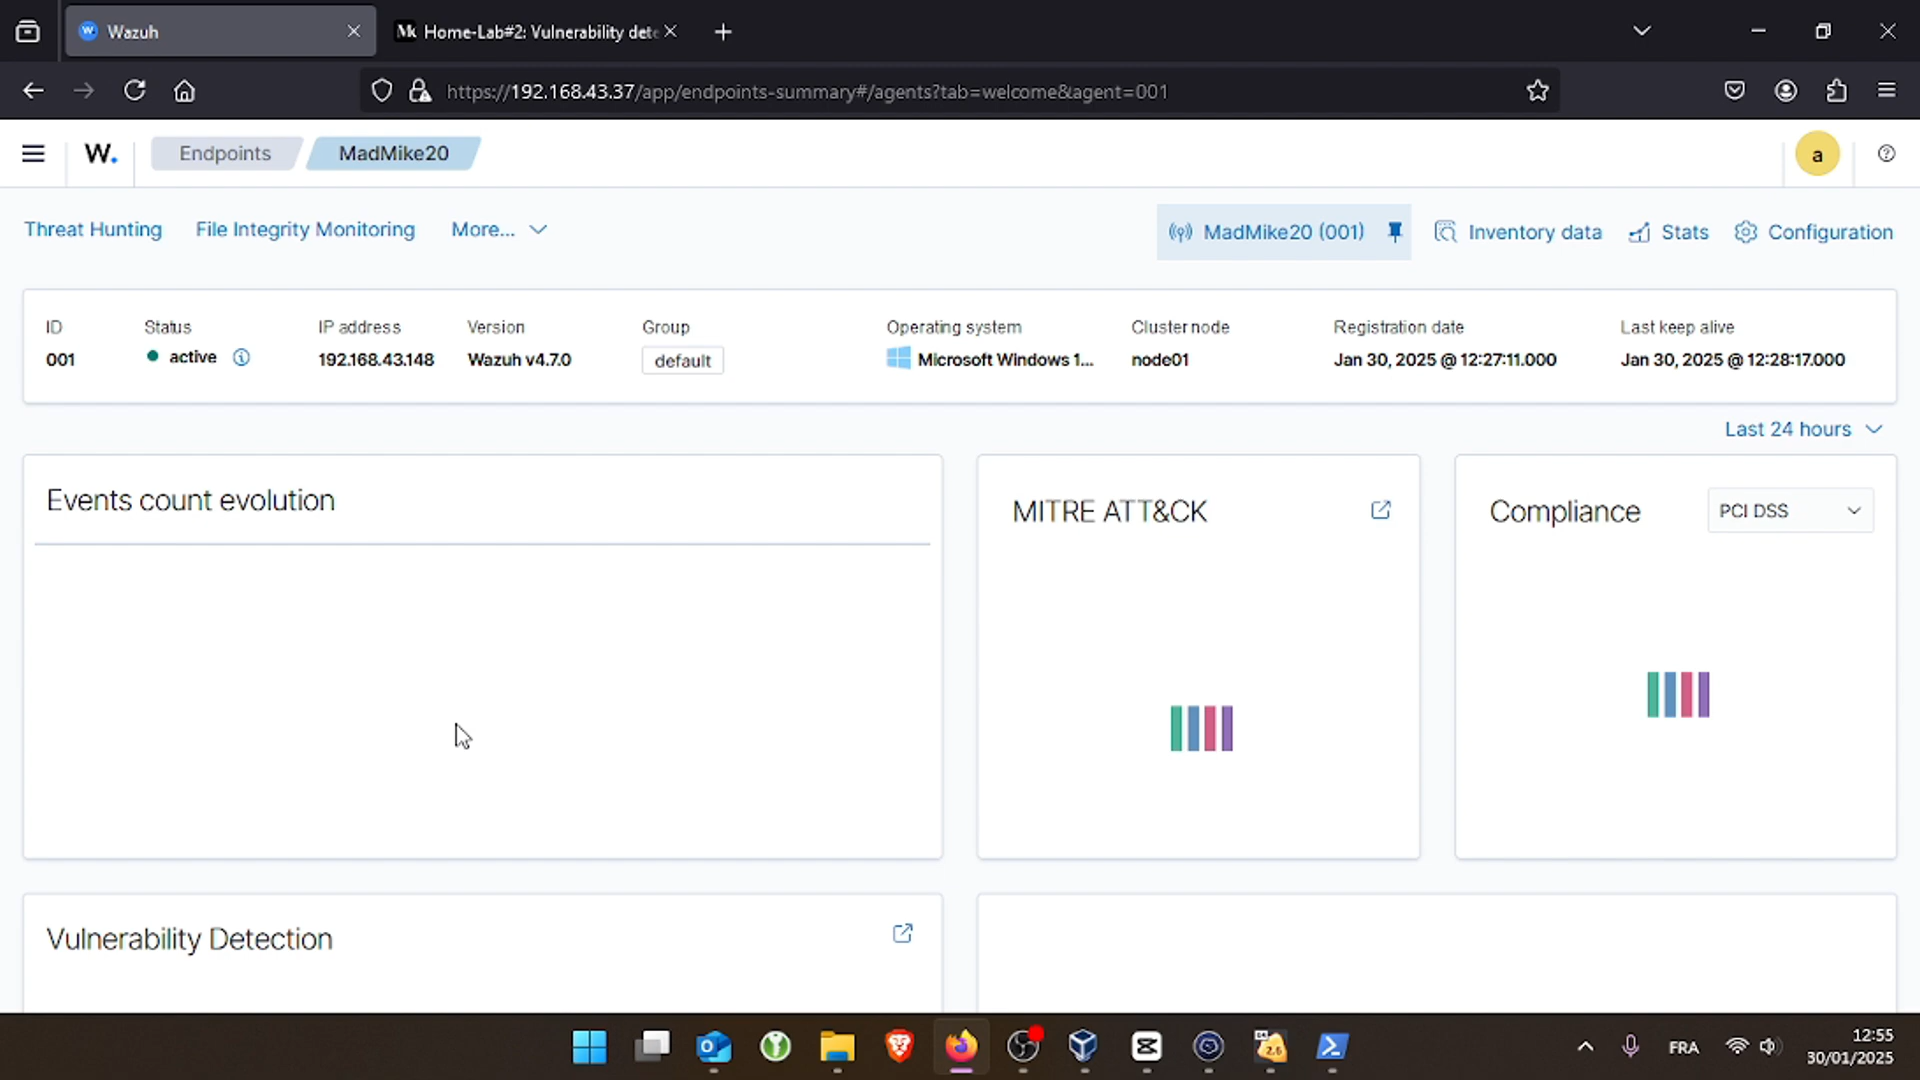 Wazuh
Home-Lab#2: Vulnerability dete
https://192.168.43.37/app/endpoints-summary#/agents?tab=welcome&agent=001
W.
Endpoints
MadMike20
a
Threat Hunting
File Integrity Monitoring
More...
MadMike20 (001)
Inventory data
Stats
Configuration
ID
Status
IP address
Version
Group
Operating system
Cluster node
Registration date
Last keep alive
001
active
192.168.43.148
Wazuh v4.7.0
default
Microsoft Windows 1...
node01
Jan 30, 2025 @ 12:27:11.000
Jan 30, 2025 @ 12:28:17.000
Last 24 hours
Events count evolution
MITRE ATT&CK
Compliance
PCI DSS
Vulnerability Detection
FRA
12:55
30/01/2025